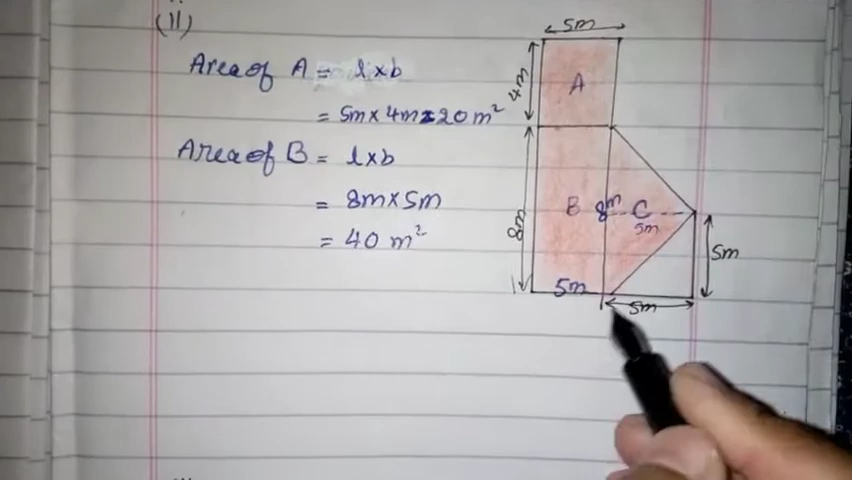 (ii)
Area of A = l×b
= 5m × 4m = 20 m²
Area of B = l×b
= 8m × 5m
= 40 m²
5m
4m
A
8m
B
8m
C
5m
5m
5m
5m